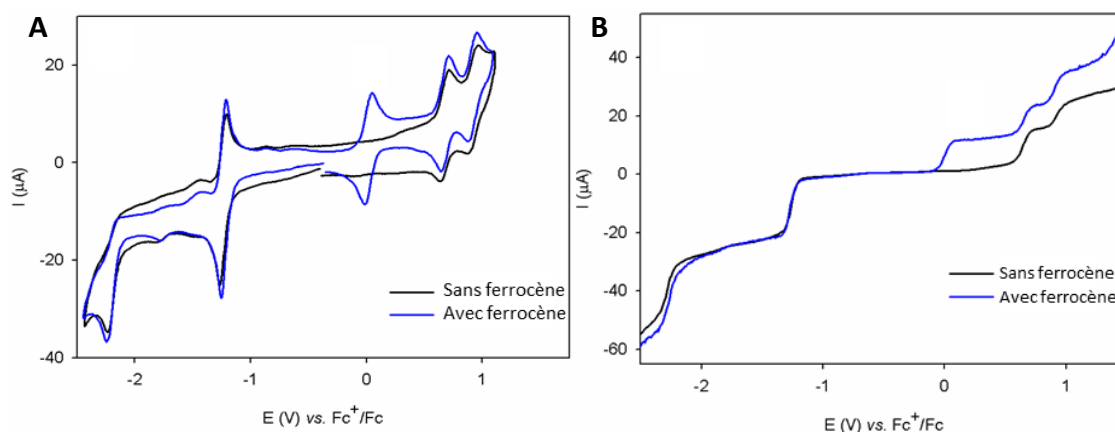 A
20
0
-20
-40
I (µA)
-2
-1
0
1
E (V) vs. Fc⁺/Fc
Sans ferrocène
Avec ferrocène
B
40
20
0
-20
-40
-60
I (µA)
-2
-1
0
1
E (V) vs. Fc⁺/Fc
Sans ferrocène
Avec ferrocène